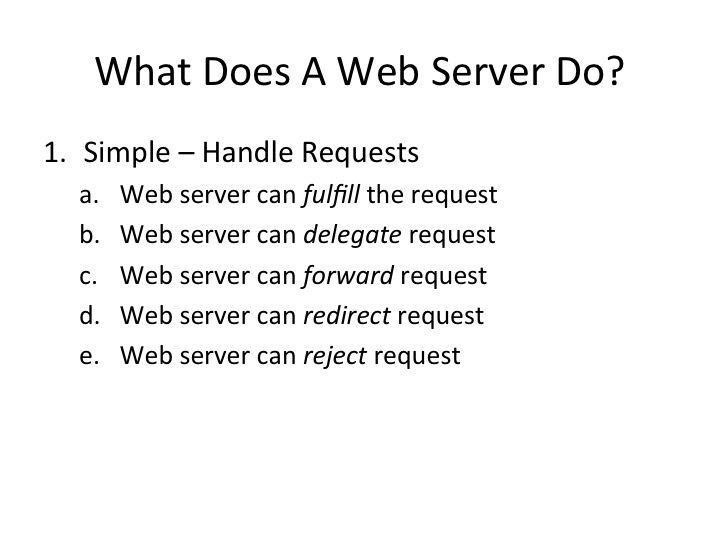 What Does A Web Server Do?
1. Simple – Handle Requests
a. Web server can fulfill the request
b. Web server can delegate request
c. Web server can forward request
d. Web server can redirect request
e. Web server can reject request